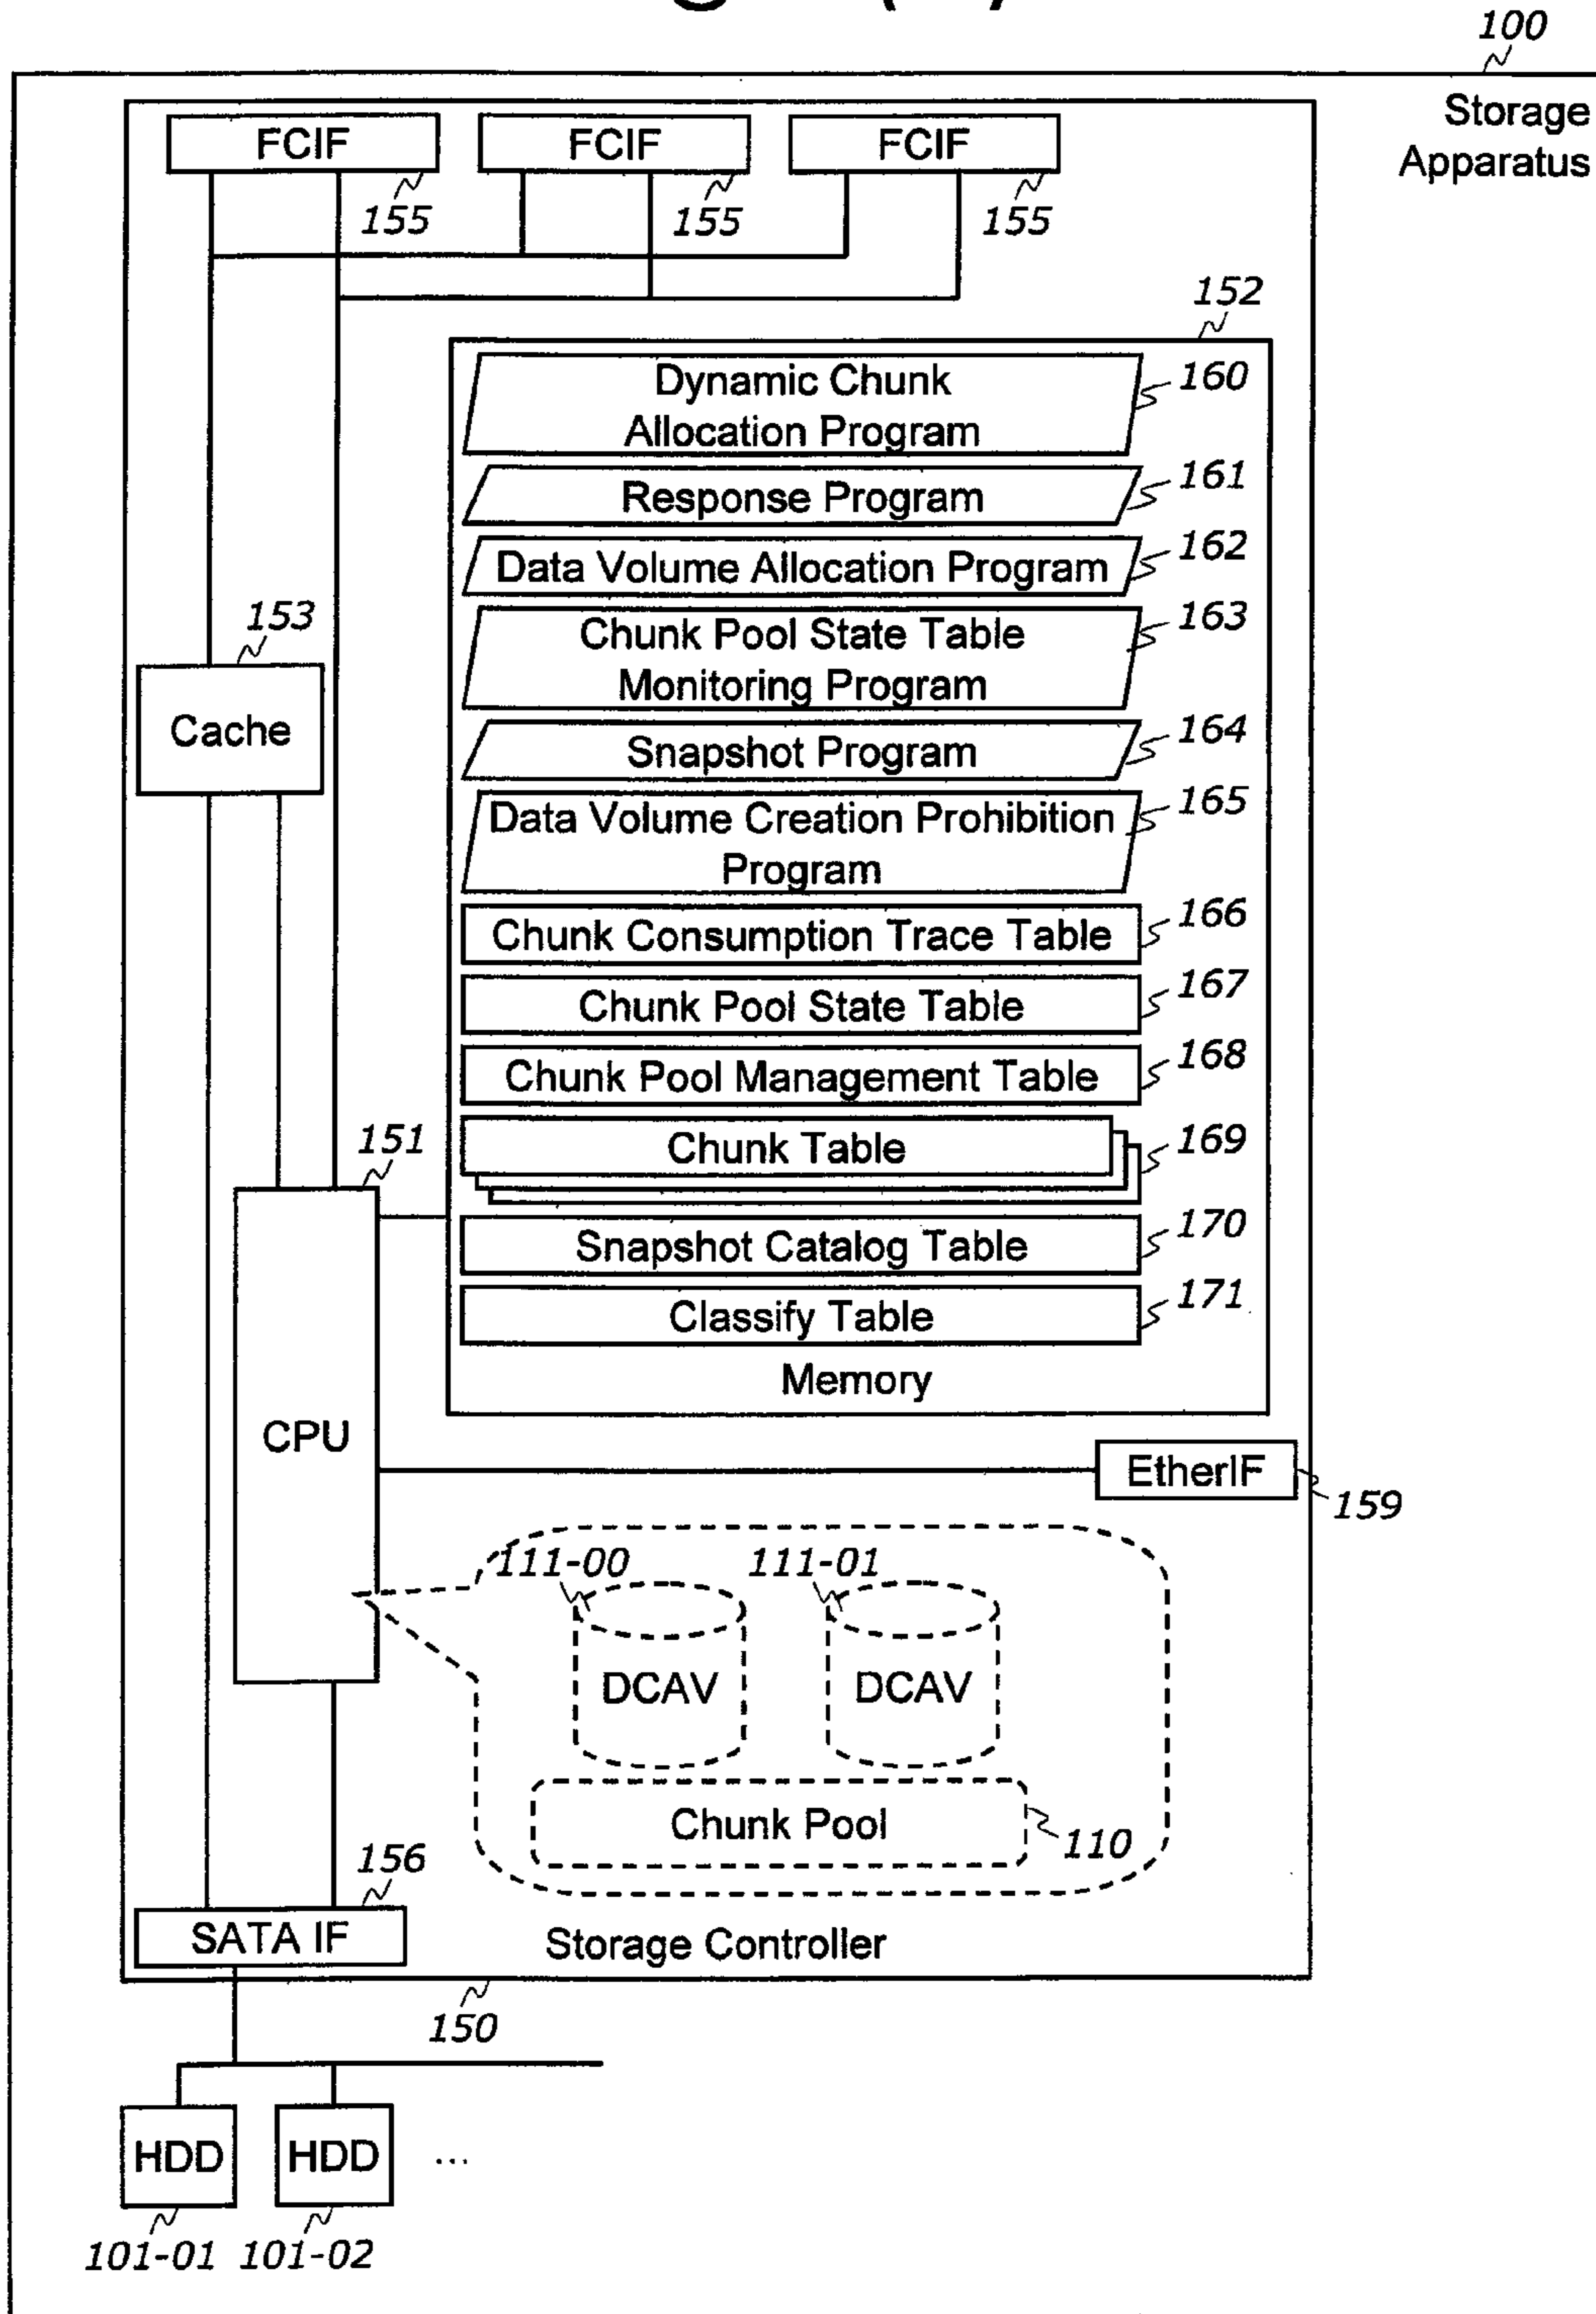 100
Storage
Apparatus
FCIF
FCIF
FCIF
155
155
155
152
Dynamic Chunk
Allocation Program
160
Response Program
161
Data Volume Allocation Program
162
Chunk Pool State Table
Monitoring Program
163
153
Cache
Snapshot Program
164
Data Volume Creation Prohibition
Program
165
Chunk Consumption Trace Table
166
Chunk Pool State Table
167
Chunk Pool Management Table
168
151
Chunk Table
169
Snapshot Catalog Table
170
Classify Table
171
Memory
CPU
EtherIF
159
111-00
111-01
DCAV
DCAV
Chunk Pool
110
156
SATA IF
Storage Controller
150
HDD
HDD
...
101-01
101-02